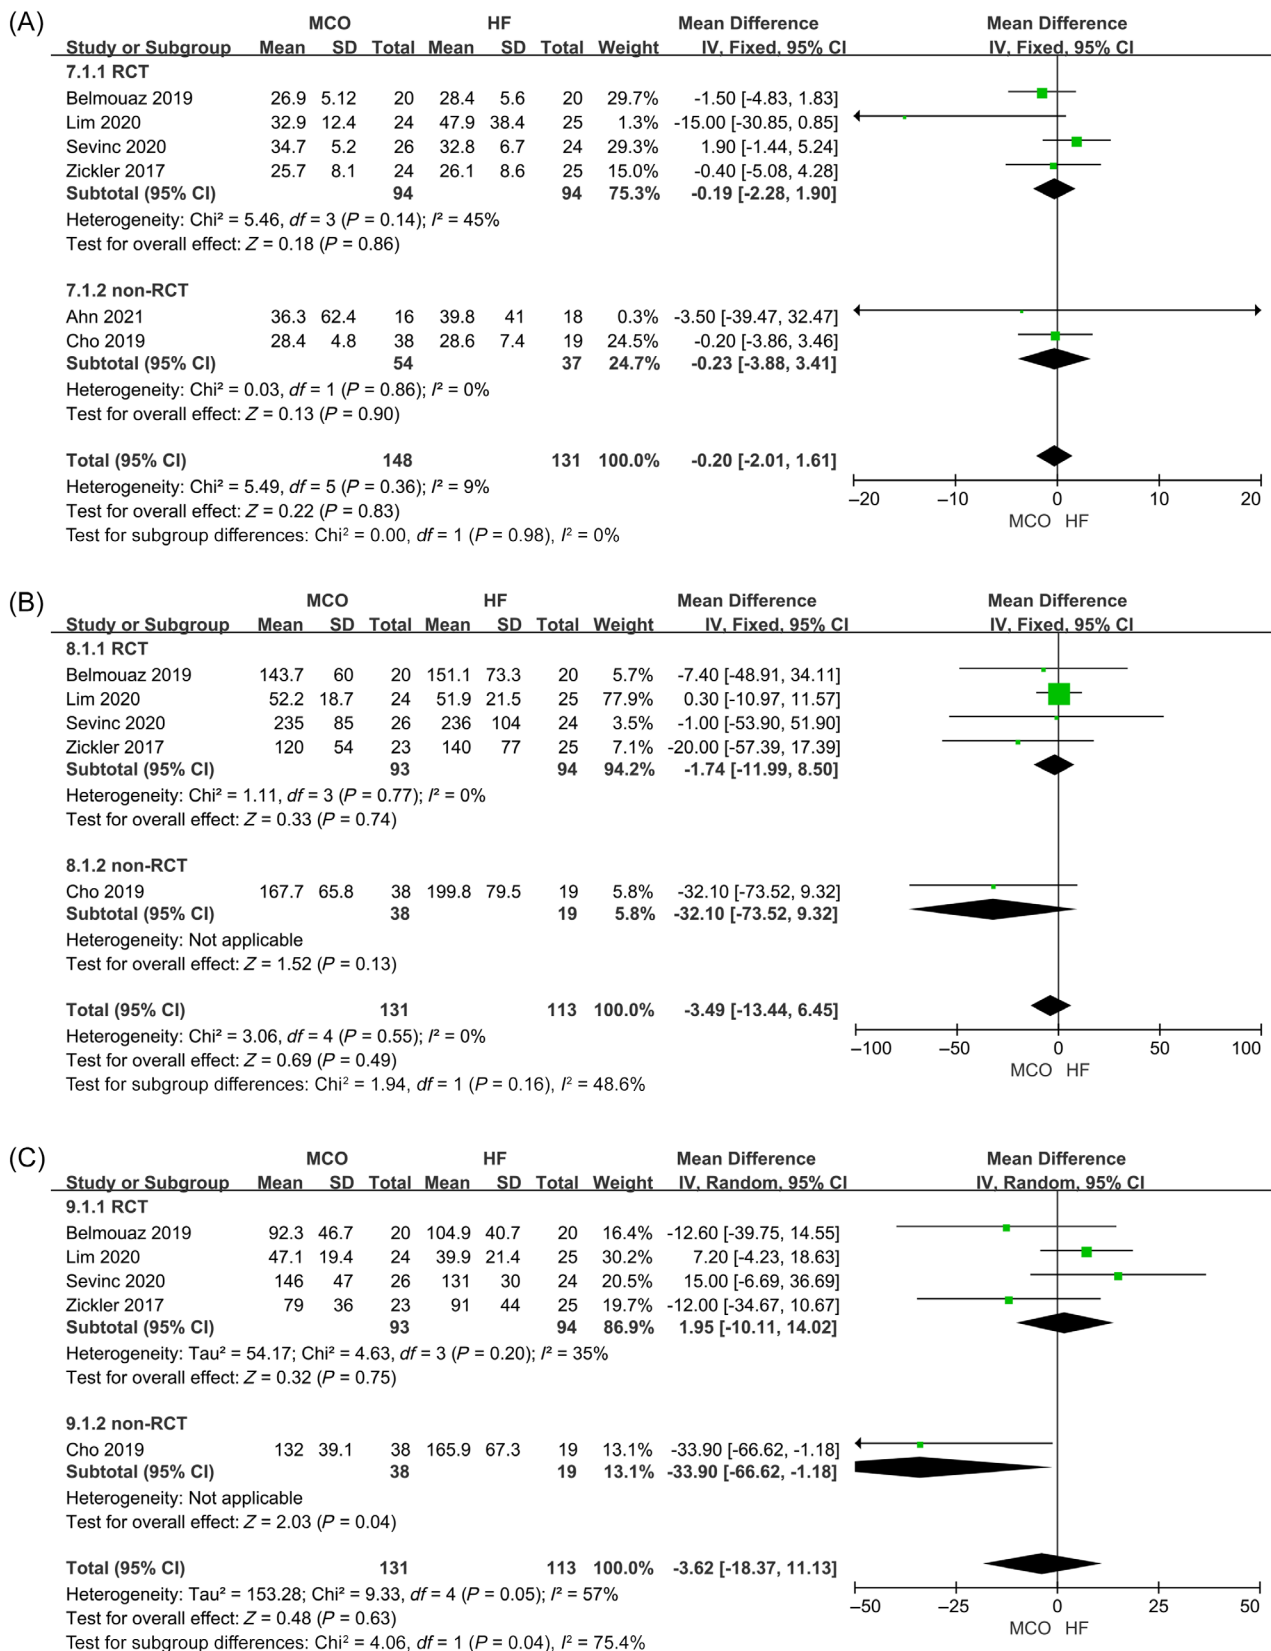 (A)
MCO HF Mean Difference Mean Difference
Study or Subgroup Mean SD Total Mean SD Total Weight IV, Fixed, 95% CI IV, Fixed, 95% CI
7.1.1 RCT
Belmouaz 2019 26.9 5.12 20 28.4 5.6 20 29.7% -1.50 [-4.83, 1.83]
Lim 2020 32.9 12.4 24 47.9 38.4 25 1.3% -15.00 [-30.85, 0.85]
Sevinc 2020 34.7 5.2 26 32.8 6.7 24 29.3% 1.90 [-1.44, 5.24]
Zickler 2017 25.7 8.1 24 26.1 8.6 25 15.0% -0.40 [-5.08, 4.28]
Subtotal (95% CI) 94 94 75.3% -0.19 [-2.28, 1.90]
Heterogeneity: Chi² = 5.46, df = 3 (P = 0.14); I² = 45%
Test for overall effect: Z = 0.18 (P = 0.86)
7.1.2 non-RCT
Ahn 2021 36.3 62.4 16 39.8 41 18 0.3% -3.50 [-39.47, 32.47]
Cho 2019 28.4 4.8 38 28.6 7.4 19 24.5% -0.20 [-3.86, 3.46]
Subtotal (95% CI) 54 37 24.7% -0.23 [-3.88, 3.41]
Heterogeneity: Chi² = 0.03, df = 1 (P = 0.86); I² = 0%
Test for overall effect: Z = 0.13 (P = 0.90)
Total (95% CI) 148 131 100.0% -0.20 [-2.01, 1.61]
Heterogeneity: Chi² = 5.49, df = 5 (P = 0.36); I² = 9%
Test for overall effect: Z = 0.22 (P = 0.83)
Test for subgroup differences: Chi² = 0.00, df = 1 (P = 0.98), I² = 0%
–20 –10 0 10 20
MCO HF
(B)
MCO HF Mean Difference Mean Difference
Study or Subgroup Mean SD Total Mean SD Total Weight IV, Fixed, 95% CI IV, Fixed, 95% CI
8.1.1 RCT
Belmouaz 2019 143.7 60 20 151.1 73.3 20 5.7% -7.40 [-48.91, 34.11]
Lim 2020 52.2 18.7 24 51.9 21.5 25 77.9% 0.30 [-10.97, 11.57]
Sevinc 2020 235 85 26 236 104 24 3.5% -1.00 [-53.90, 51.90]
Zickler 2017 120 54 23 140 77 25 7.1% -20.00 [-57.39, 17.39]
Subtotal (95% CI) 93 94 94.2% -1.74 [-11.99, 8.50]
Heterogeneity: Chi² = 1.11, df = 3 (P = 0.77); I² = 0%
Test for overall effect: Z = 0.33 (P = 0.74)
8.1.2 non-RCT
Cho 2019 167.7 65.8 38 199.8 79.5 19 5.8% -32.10 [-73.52, 9.32]
Subtotal (95% CI) 38 19 5.8% -32.10 [-73.52, 9.32]
Heterogeneity: Not applicable
Test for overall effect: Z = 1.52 (P = 0.13)
Total (95% CI) 131 113 100.0% -3.49 [-13.44, 6.45]
Heterogeneity: Chi² = 3.06, df = 4 (P = 0.55); I² = 0%
Test for overall effect: Z = 0.69 (P = 0.49)
Test for subgroup differences: Chi² = 1.94, df = 1 (P = 0.16), I² = 48.6%
–100 –50 0 50 100
MCO HF
(C)
MCO HF Mean Difference Mean Difference
Study or Subgroup Mean SD Total Mean SD Total Weight IV, Random, 95% CI IV, Random, 95% CI
9.1.1 RCT
Belmouaz 2019 92.3 46.7 20 104.9 40.7 20 16.4% -12.60 [-39.75, 14.55]
Lim 2020 47.1 19.4 24 39.9 21.4 25 30.2% 7.20 [-4.23, 18.63]
Sevinc 2020 146 47 26 131 30 24 20.5% 15.00 [-6.69, 36.69]
Zickler 2017 79 36 23 91 44 25 19.7% -12.00 [-34.67, 10.67]
Subtotal (95% CI) 93 94 86.9% 1.95 [-10.11, 14.02]
Heterogeneity: Tau² = 54.17; Chi² = 4.63, df = 3 (P = 0.20); I² = 35%
Test for overall effect: Z = 0.32 (P = 0.75)
9.1.2 non-RCT
Cho 2019 132 39.1 38 165.9 67.3 19 13.1% -33.90 [-66.62, -1.18]
Subtotal (95% CI) 38 19 13.1% -33.90 [-66.62, -1.18]
Heterogeneity: Not applicable
Test for overall effect: Z = 2.03 (P = 0.04)
Total (95% CI) 131 113 100.0% -3.62 [-18.37, 11.13]
Heterogeneity: Tau² = 153.28; Chi² = 9.33, df = 4 (P = 0.05); I² = 57%
Test for overall effect: Z = 0.48 (P = 0.63)
Test for subgroup differences: Chi² = 4.06, df = 1 (P = 0.04), I² = 75.4%
–50 –25 0 25 50
MCO HF